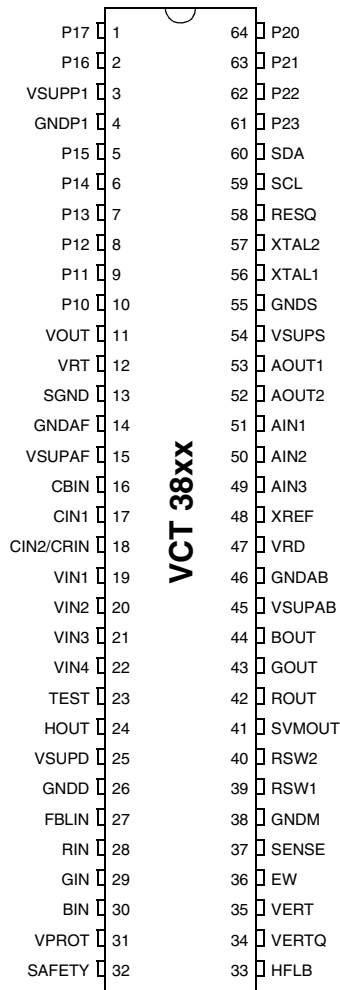 P17 1 64 P20
P16 2 63 P21
VSUPP1 3 62 P22
GNDP1 4 61 P23
P15 5 60 SDA
P14 6 59 SCL
P13 7 58 RESQ
P12 8 57 XTAL2
P11 9 56 XTAL1
P10 10 55 GNDS
VOUT 11 54 VSUPS
VRT 12 53 AOUT1
SGND 13 52 AOUT2
GNDAF 14 51 AIN1
VSUPAF 15 50 AIN2
CBIN 16 49 AIN3
CIN1 17 48 XREF
CIN2/CRIN 18 47 VRD
VIN1 19 46 GNDAB
VIN2 20 45 VSUPAB
VIN3 21 44 BOUT
VIN4 22 43 GOUT
TEST 23 42 ROUT
HOUT 24 41 SVMOUT
VSUPD 25 40 RSW2
GNDD 26 39 RSW1
FBLIN 27 38 GNDM
RIN 28 37 SENSE
GIN 29 36 EW
BIN 30 35 VERT
VPROT 31 34 VERTQ
SAFETY 32 33 HFLB
VCT 38xx